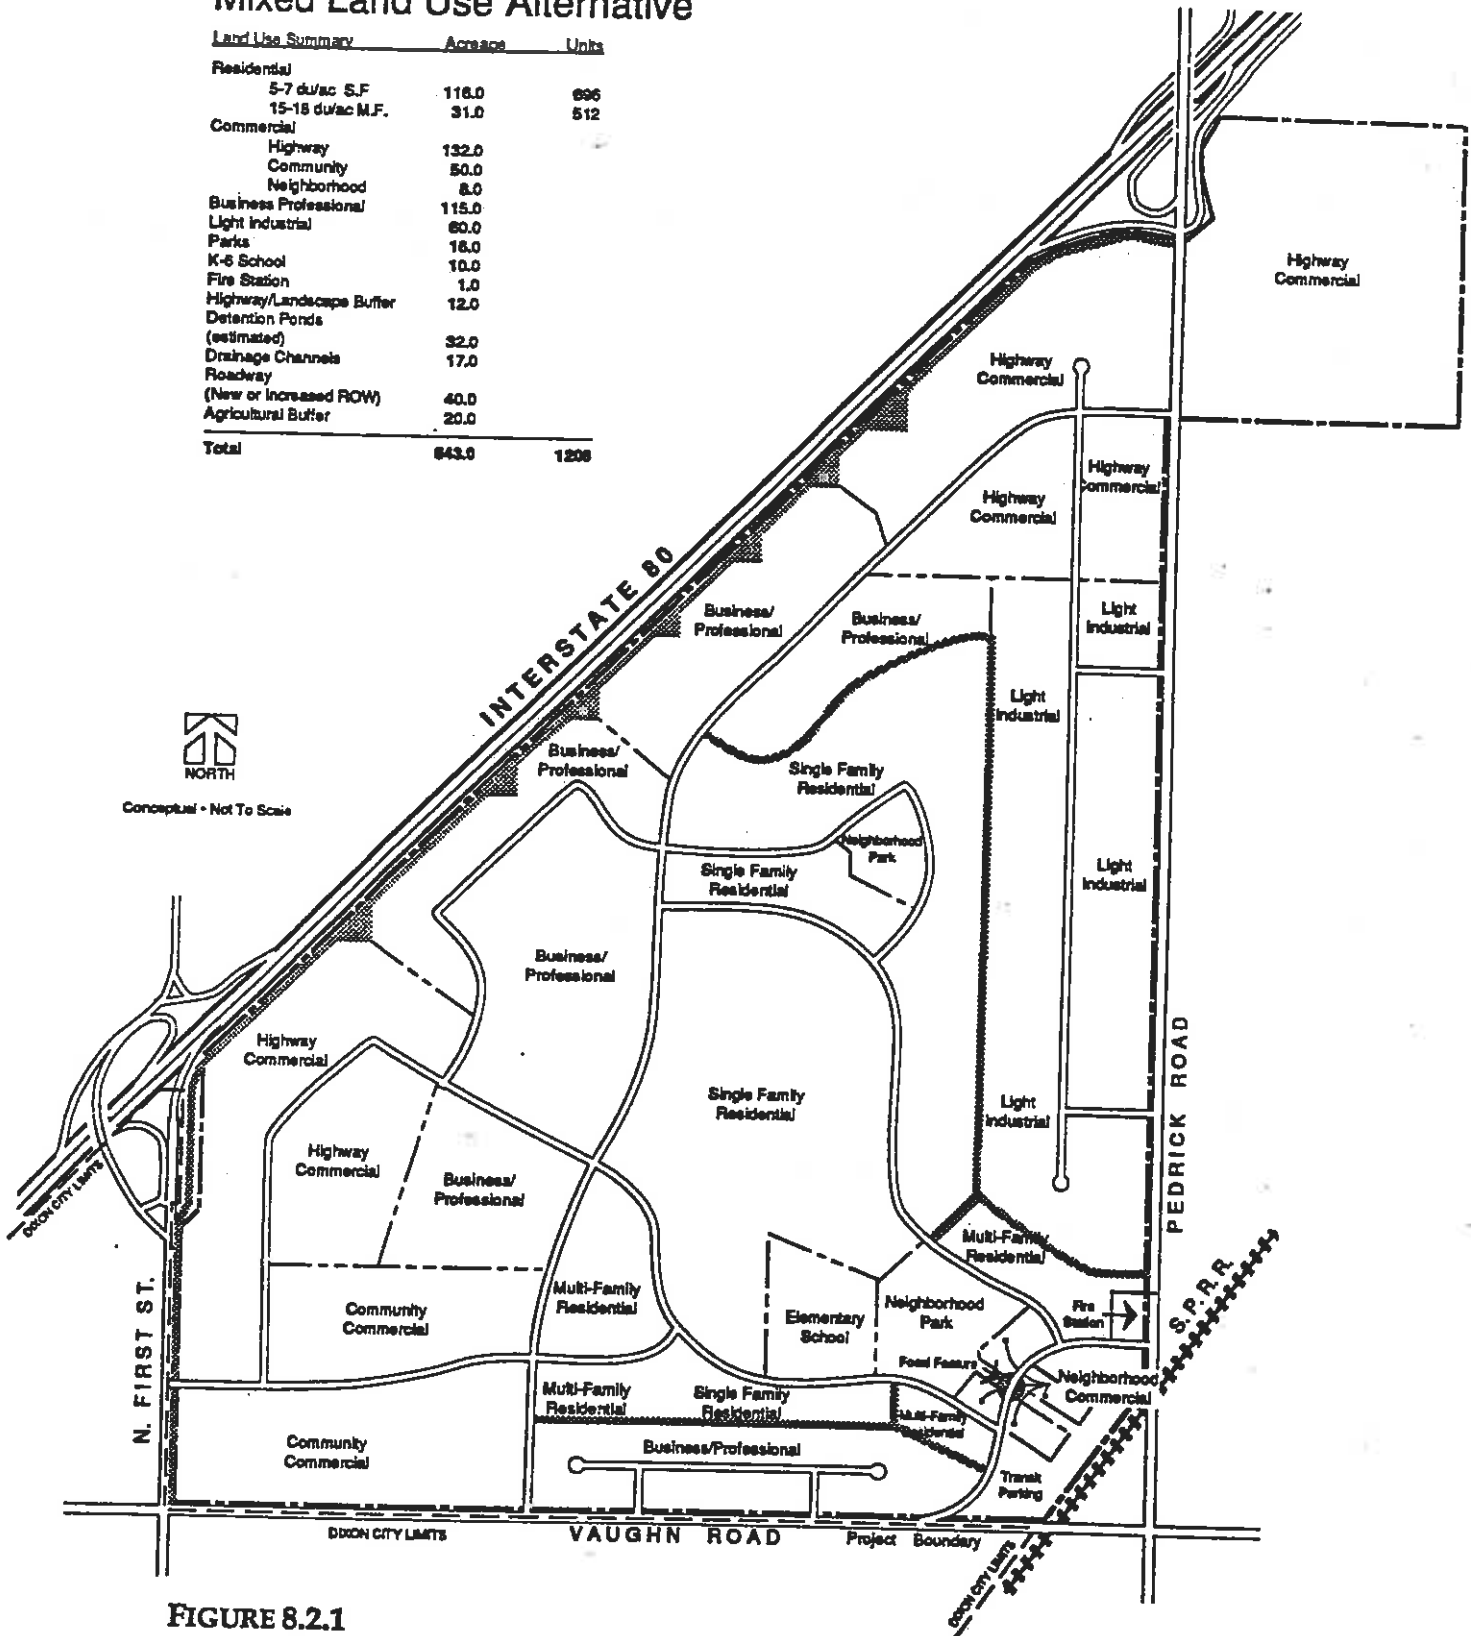 Mixed Land Use Alternative
Land Use Summary Acreage Units
Residential
5-7 du/ac S.F 116.0 696
15-18 du/ac M.F. 31.0 512
Commercial
Highway 132.0
Community 50.0
Neighborhood 8.0
Business Professional 115.0
Light Industrial 60.0
Parks 16.0
K-6 School 10.0
Fire Station 1.0
Highway/Landscape Buffer 12.0
Detention Ponds
(estimated) 32.0
Drainage Channels 17.0
Roadway
(New or Increased ROW) 40.0
Agricultural Buffer 20.0
Total 643.0 1208
Highway
Commercial
Highway
Commercial
Highway
Commercial
Highway
Commercial
INTERSTATE 80
Business/
Professional
Business/
Professional
Light
Industrial
Light
Industrial
NORTH
Conceptual • Not To Scale
Business/
Professional
Single Family
Residential
Neighborhood
Park
Single Family
Residential
Light
Industrial
Business/
Professional
Highway
Commercial
Single Family
Residential
Light
Industrial
PEDRICK ROAD
Highway
Commercial
Business/
Professional
DIXON CITY LIMITS
Multi-Family
Residential
S.P.R.R.
N. FIRST ST.
Community
Commercial
Multi-Family
Residential
Elementary
School
Neighborhood
Park
Fire
Station
Focal Feature
Neighborhood
Commercial
Multi-Family
Residential
Single Family
Residential
Multi-Family
Residential
Community
Commercial
Business/Professional
Transit
Parking
DIXON CITY LIMITS
VAUGHN ROAD
Project Boundary
DIXON CITY LIMITS
FIGURE 8.2.1